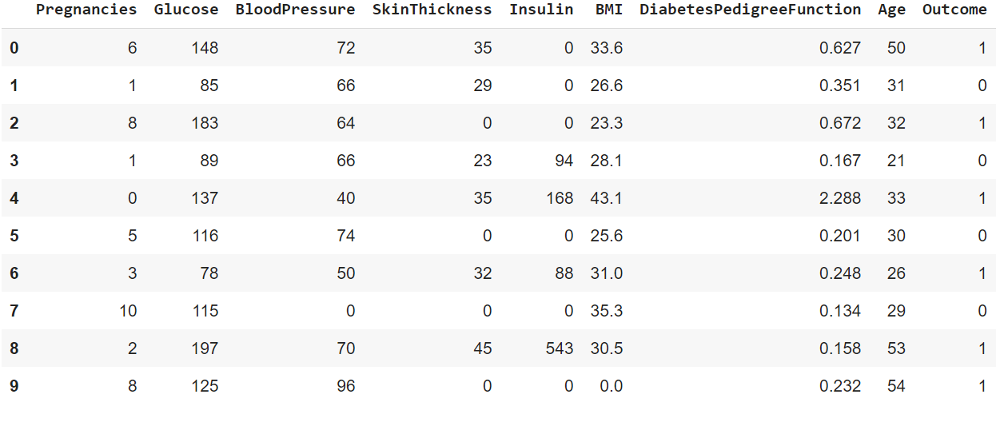 Pregnancies Glucose BloodPressure SkinThickness Insulin BMI DiabetesPedigreeFunction Age Outcome
0 6 148 72 35 0 33.6 0.627 50 1
1 1 85 66 29 0 26.6 0.351 31 0
2 8 183 64 0 0 23.3 0.672 32 1
3 1 89 66 23 94 28.1 0.167 21 0
4 0 137 40 35 168 43.1 2.288 33 1
5 5 116 74 0 0 25.6 0.201 30 0
6 3 78 50 32 88 31.0 0.248 26 1
7 10 115 0 0 0 35.3 0.134 29 0
8 2 197 70 45 543 30.5 0.158 53 1
9 8 125 96 0 0 0.0 0.232 54 1